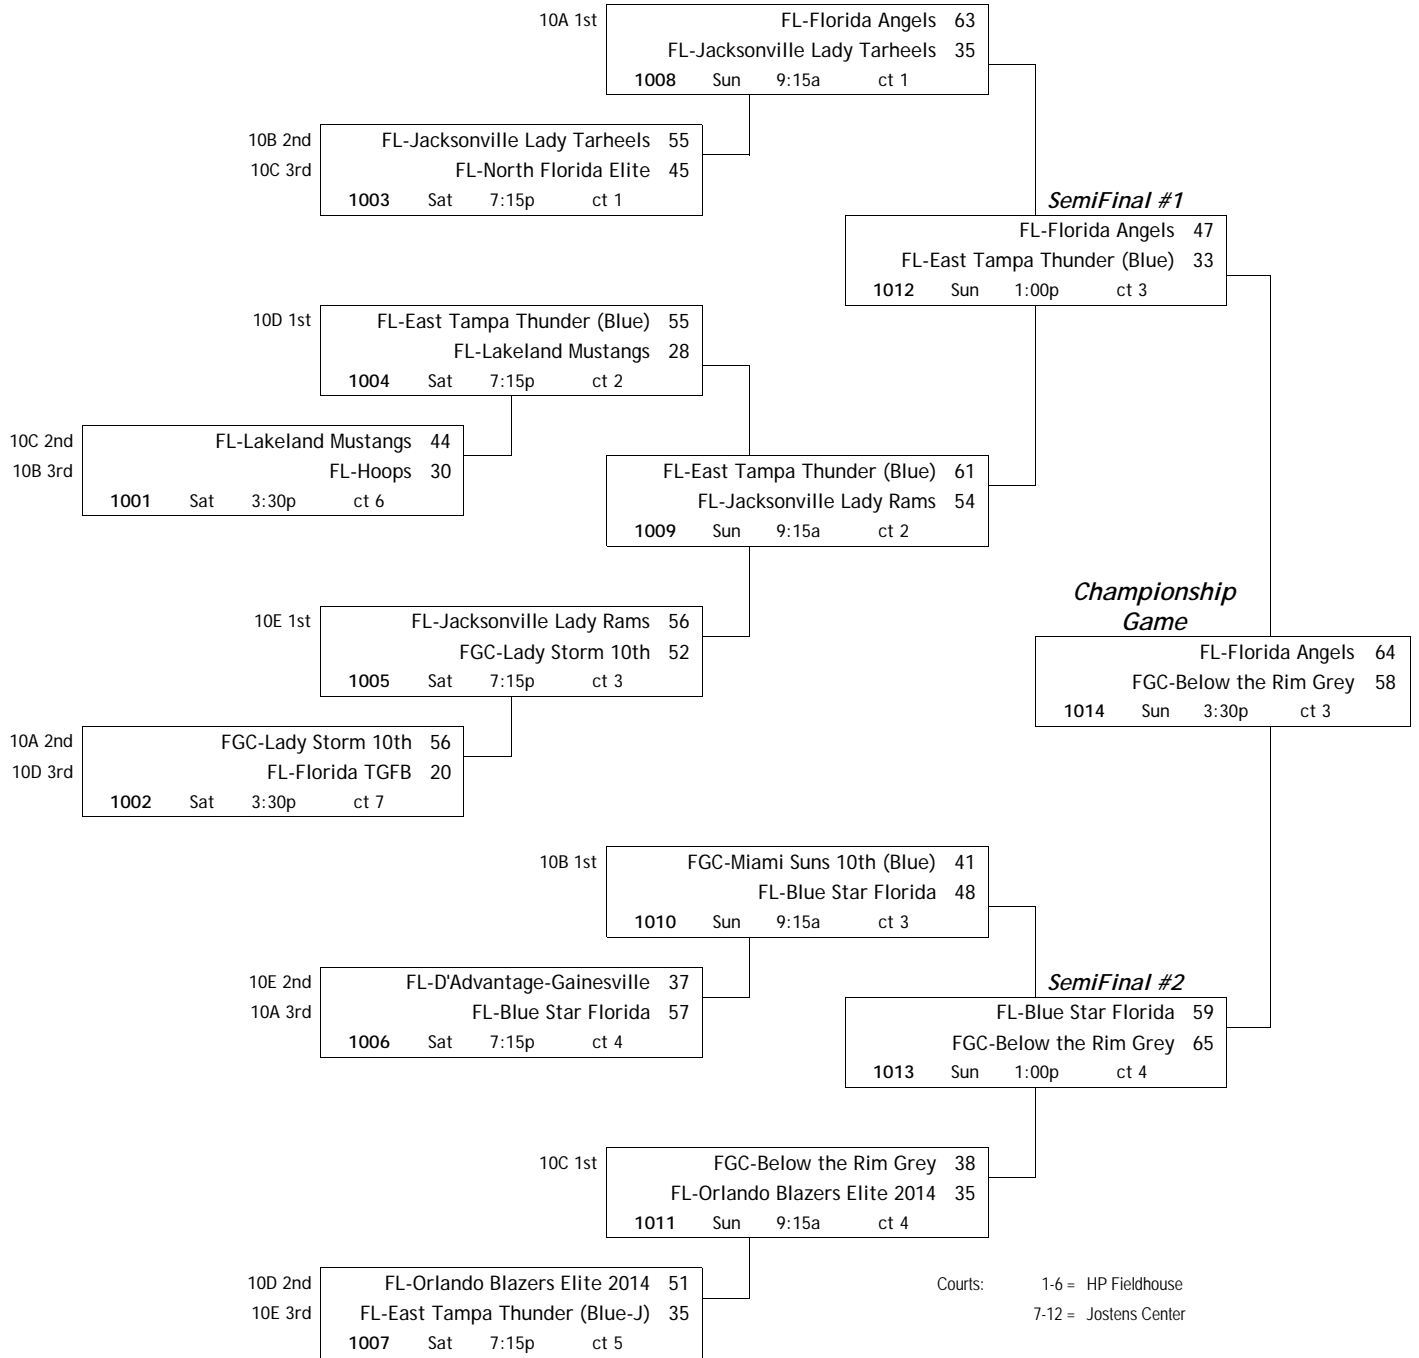 10A 1st FL-Florida Angels 63
FL-Jacksonville Lady Tarheels 35
1008 Sun 9:15a ct 1
10B 2nd FL-Jacksonville Lady Tarheels 55
10C 3rd FL-North Florida Elite 45
1003 Sat 7:15p ct 1
SemiFinal #1
FL-Florida Angels 47
FL-East Tampa Thunder (Blue) 33
1012 Sun 1:00p ct 3
10D 1st FL-East Tampa Thunder (Blue) 55
FL-Lakeland Mustangs 28
1004 Sat 7:15p ct 2
10C 2nd FL-Lakeland Mustangs 44
10B 3rd FL-Hoops 30
1001 Sat 3:30p ct 6
FL-East Tampa Thunder (Blue) 61
FL-Jacksonville Lady Rams 54
1009 Sun 9:15a ct 2
Championship
Game
FL-Florida Angels 64
FGC-Below the Rim Grey 58
1014 Sun 3:30p ct 3
10E 1st FL-Jacksonville Lady Rams 56
FGC-Lady Storm 10th 52
1005 Sat 7:15p ct 3
10A 2nd FGC-Lady Storm 10th 56
10D 3rd FL-Florida TGFB 20
1002 Sat 3:30p ct 7
10B 1st FGC-Miami Suns 10th (Blue) 41
FL-Blue Star Florida 48
1010 Sun 9:15a ct 3
10E 2nd FL-D'Advantage-Gainesville 37
10A 3rd FL-Blue Star Florida 57
1006 Sat 7:15p ct 4
SemiFinal #2
FL-Blue Star Florida 59
FGC-Below the Rim Grey 65
1013 Sun 1:00p ct 4
10C 1st FGC-Below the Rim Grey 38
FL-Orlando Blazers Elite 2014 35
1011 Sun 9:15a ct 4
10D 2nd FL-Orlando Blazers Elite 2014 51
10E 3rd FL-East Tampa Thunder (Blue-J) 35
1007 Sat 7:15p ct 5
Courts: 1-6 = HP Fieldhouse
7-12 = Jostens Center